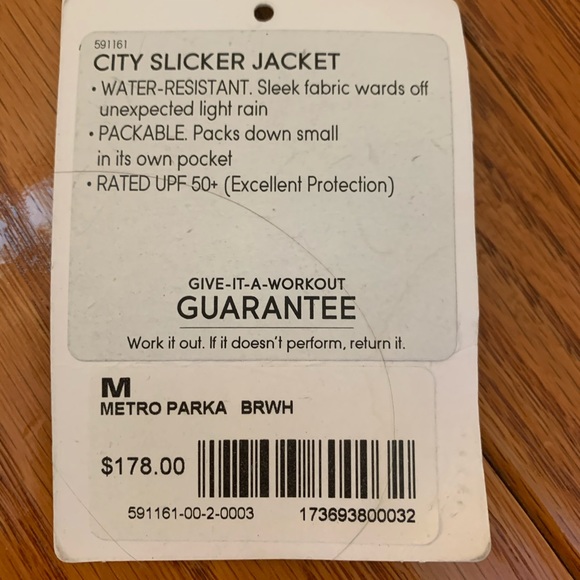 591161
CITY SLICKER JACKET
• WATER-RESISTANT. Sleek fabric wards off
unexpected light rain
• PACKABLE. Packs down small
in its own pocket
• RATED UPF 50+ (Excellent Protection)
GIVE-IT-A-WORKOUT
GUARANTEE
Work it out. If it doesn't perform, return it.
M
METRO PARKA BRWH
$178.00
591161-00-2-0003 173693800032